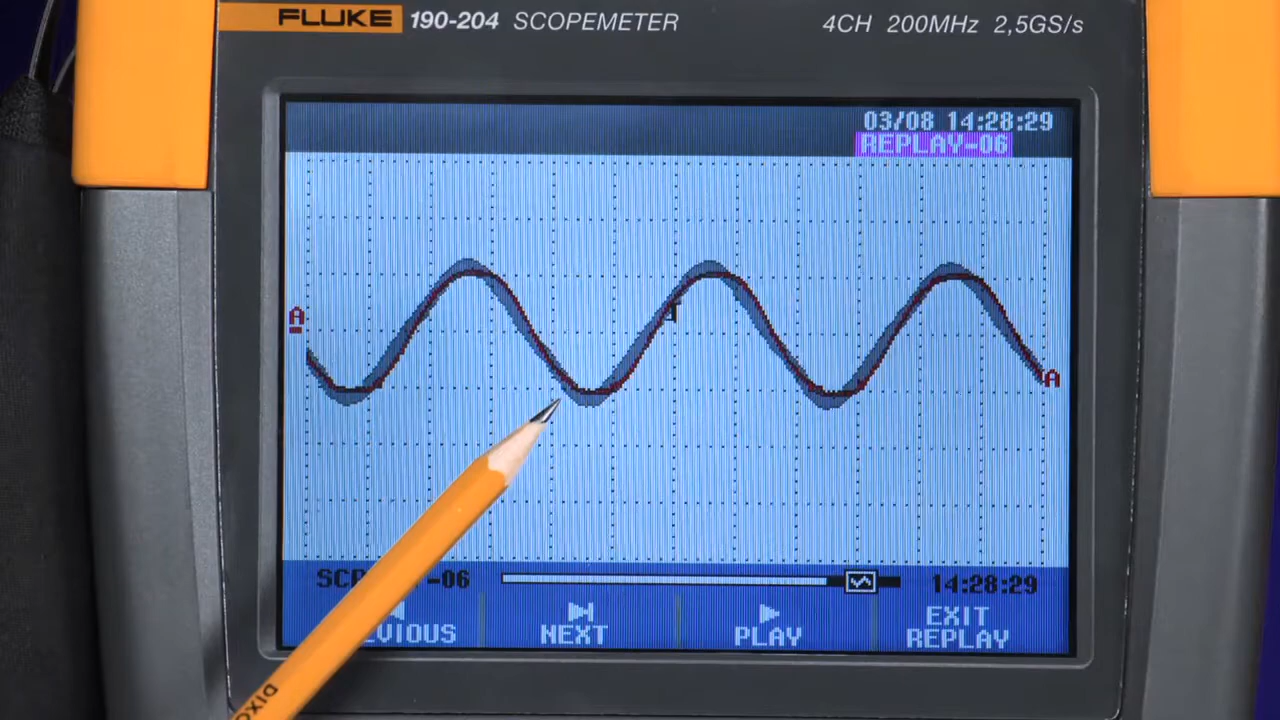 FLUKE 190-204 SCOPEMETER 4CH 200MHz 2,5GS/s
03/08 14:28:29
REPLAY-06
A
T
A
-06 14:28:29
NEXT PLAY EXIT
REPLAY